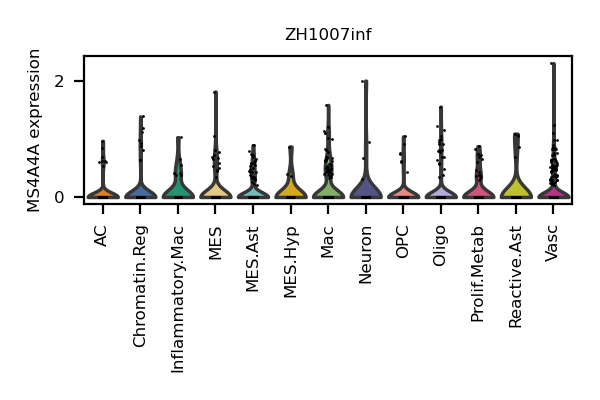 ZH1007inf
MS4A4A expression
2
0
AC
Chromatin.Reg
Inflammatory.Mac
MES
MES.Ast
MES.Hyp
Mac
Neuron
OPC
Oligo
Prolif.Metab
Reactive.Ast
Vasc